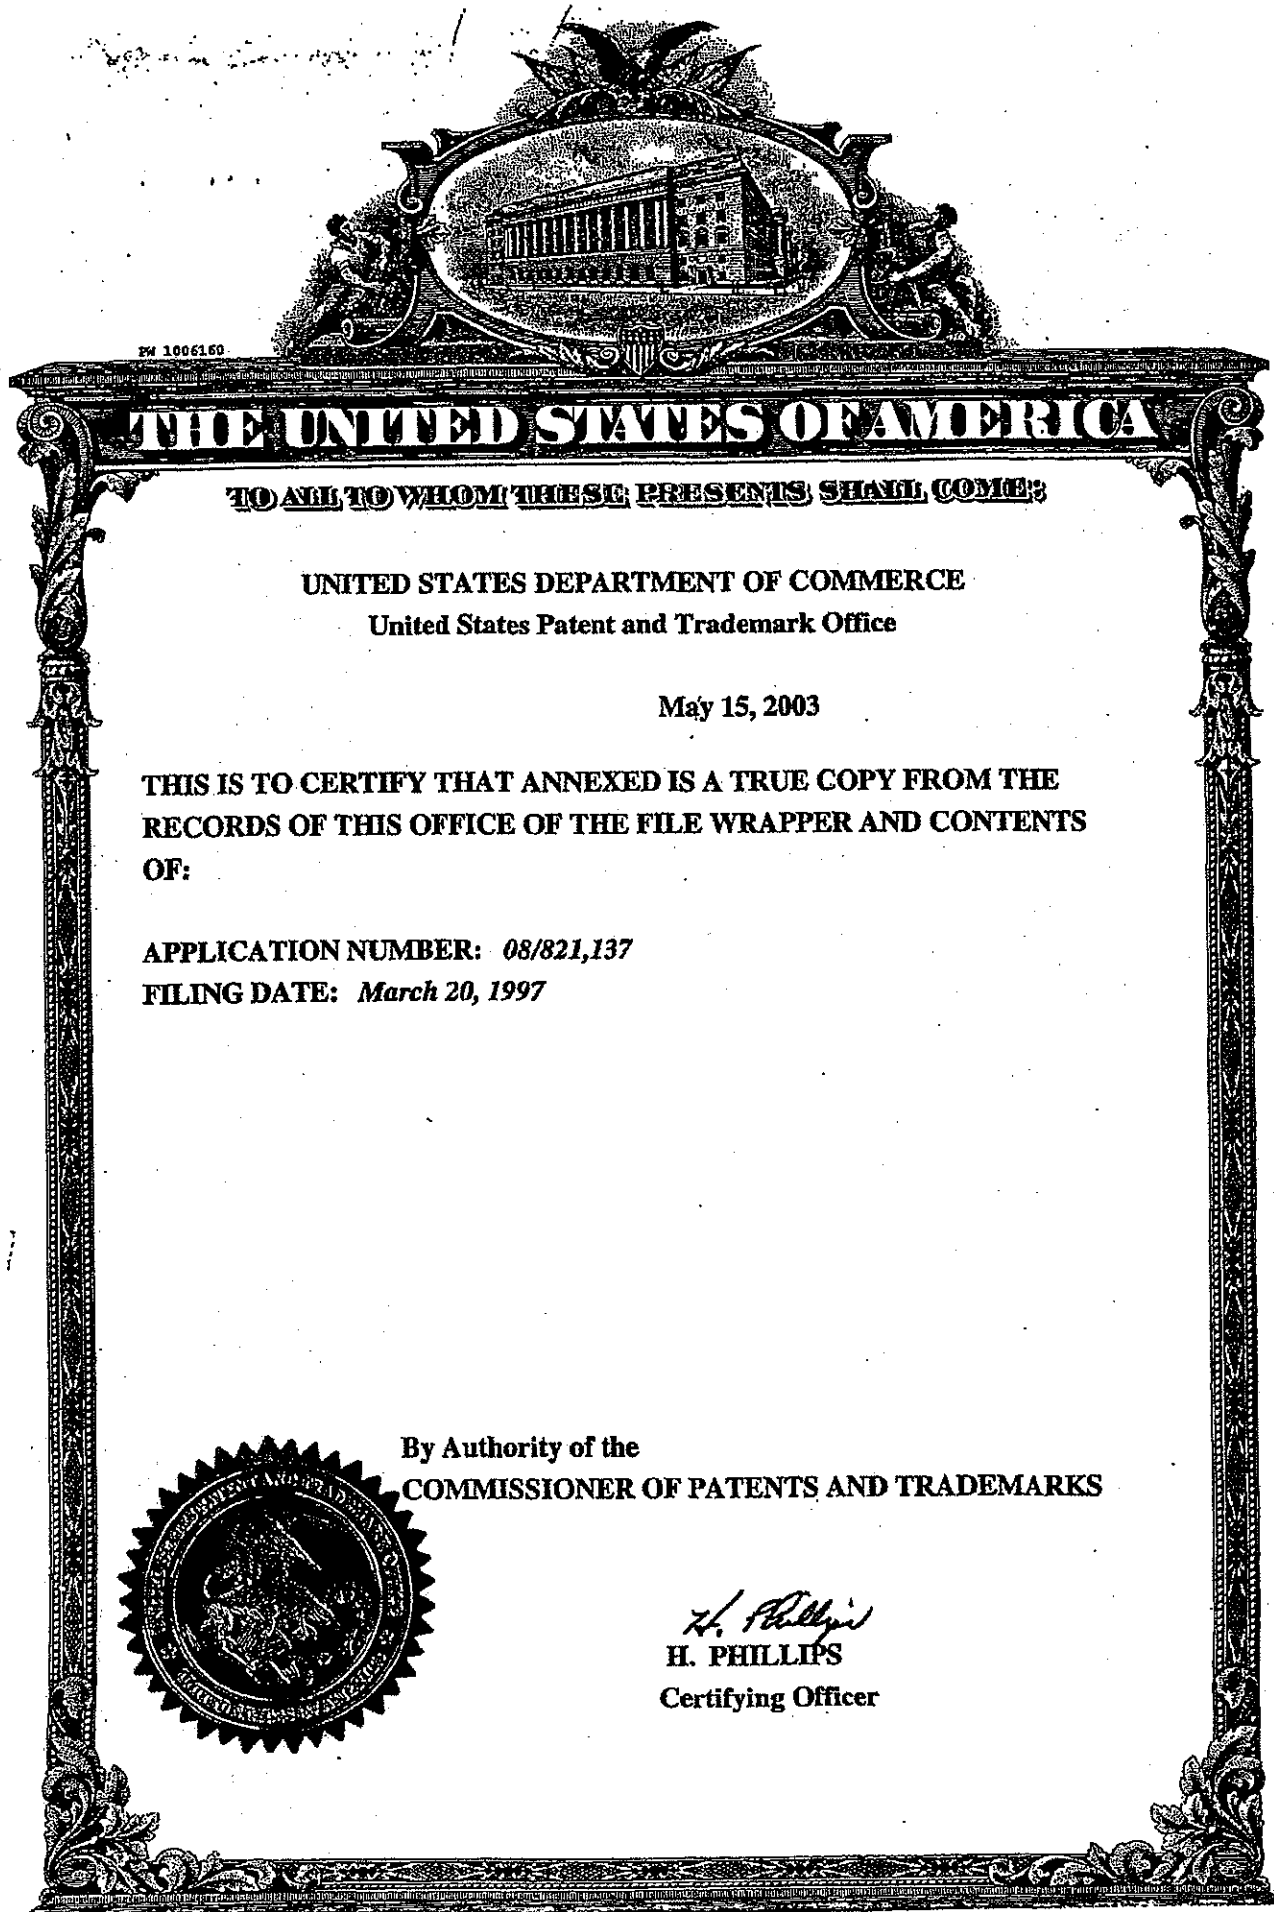 PW 1006160
THE UNITED STATES OF AMERICA
TO ALL TO WHOM THESE PRESENTS SHALL COME:
UNITED STATES DEPARTMENT OF COMMERCE
United States Patent and Trademark Office
May 15, 2003
THIS IS TO CERTIFY THAT ANNEXED IS A TRUE COPY FROM THE
RECORDS OF THIS OFFICE OF THE FILE WRAPPER AND CONTENTS
OF:
APPLICATION NUMBER: 08/821,137
FILING DATE: March 20, 1997
By Authority of the
COMMISSIONER OF PATENTS AND TRADEMARKS
H. Phillips
H. PHILLIPS
Certifying Officer